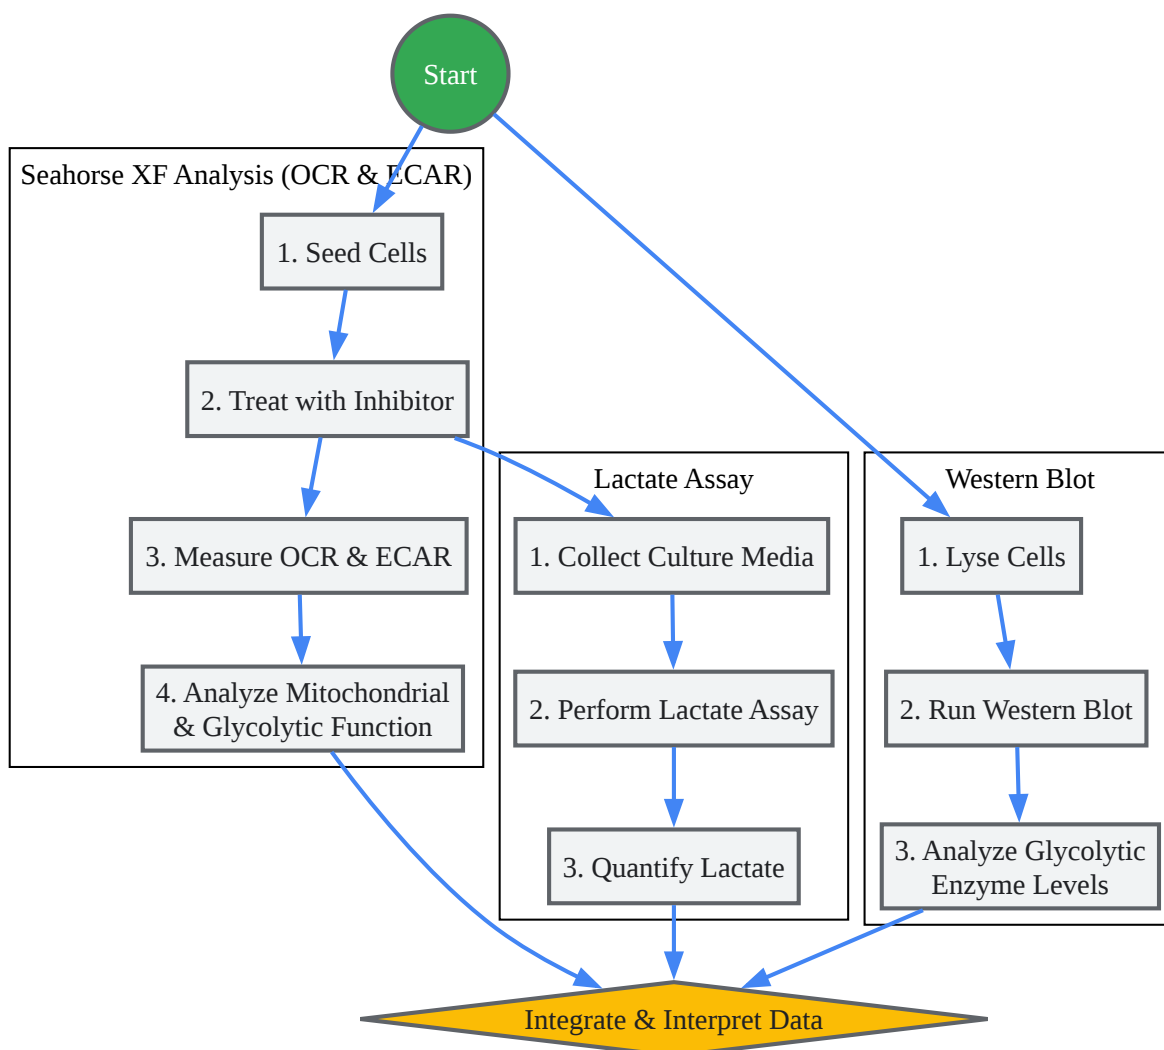 Start
Seahorse XF Analysis (OCR & ECAR)
1. Seed Cells
2. Treat with Inhibitor
3. Measure OCR & ECAR
4. Analyze Mitochondrial
& Glycolytic Function
Lactate Assay
1. Collect Culture Media
2. Perform Lactate Assay
3. Quantify Lactate
Western Blot
1. Lyse Cells
2. Run Western Blot
3. Analyze Glycolytic
Enzyme Levels
Integrate & Interpret Data